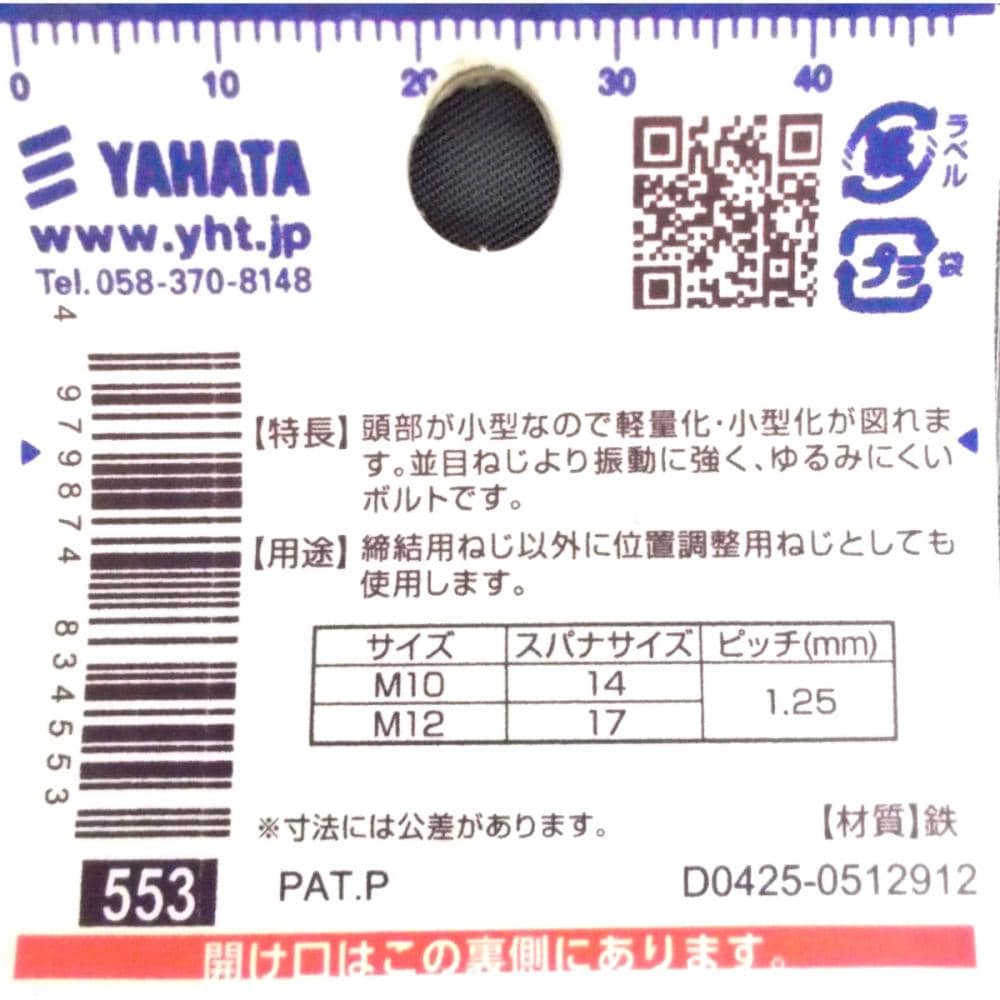 0 10 20 30 40
YAHATA
www.yht.jp
Tel.058-370-8148
紙 ラベル
プラ 袋
4 979874 834553
【特長】頭部が小型なので軽量化・小型化が図れま
す。並目ねじより振動に強く、ゆるみにくい
ボルトです。
【用途】締結用ねじ以外に位置調整用ねじとしても
使用します。
サイズ スパナサイズ ピッチ(mm)
M10 14 1.25
M12 17
※寸法には公差があります。
【材質】鉄
553 PAT.P D0425-0512912
開け口はこの裏側にあります。